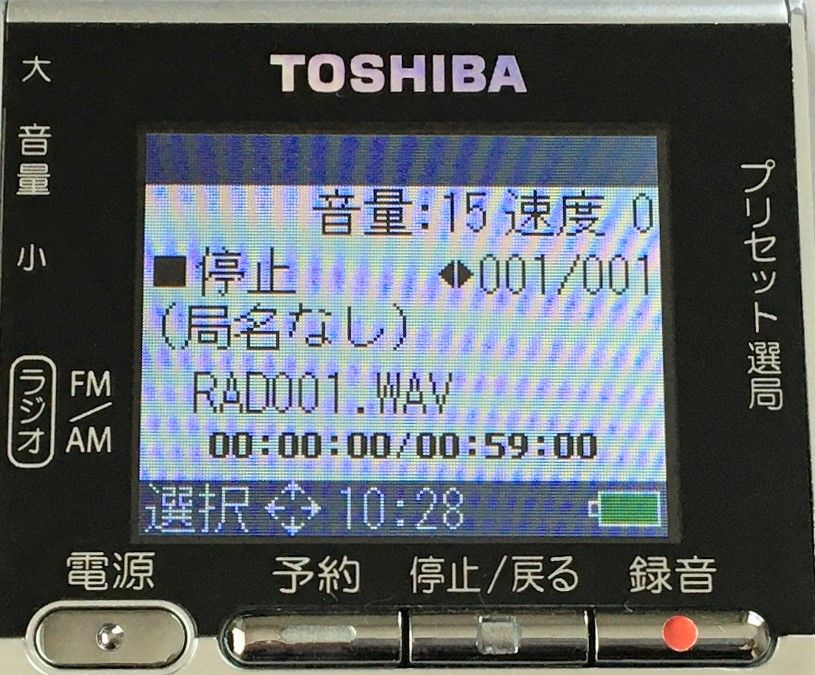 TOSHIBA
大
音量
小
プリセット選局
ラジオ
FM/AM
音量:15 速度 0
■停止 ◆001/001
(局名なし)
RAD001.WAV
00:00:00/00:59:00
選択 10:28
電源
予約
停止/戻る
録音